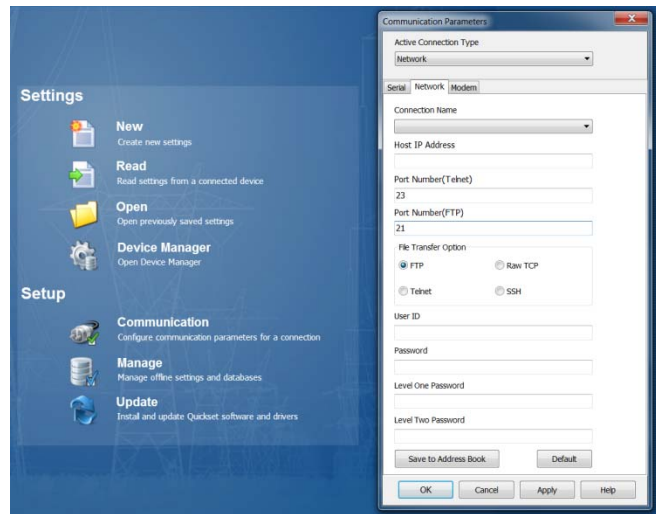 Settings
New
Create new settings
Read
Read settings from a connected device
Open
Open previously saved settings
Device Manager
Open Device Manager
Setup
Communication
Configure communication parameters for a connection
Manage
Manage offline settings and databases
Update
Install and update Quickset software and drivers
Communication Parameters
Active Connection Type
Network
Serial Network Modem
Connection Name
Host IP Address
Port Number(Telnet)
23
Port Number(FTP)
21
File Transfer Option
FTP Raw TCP
Telnet SSH
User ID
Password
Level One Password
Level Two Password
Save to Address Book Default
OK Cancel Apply Help